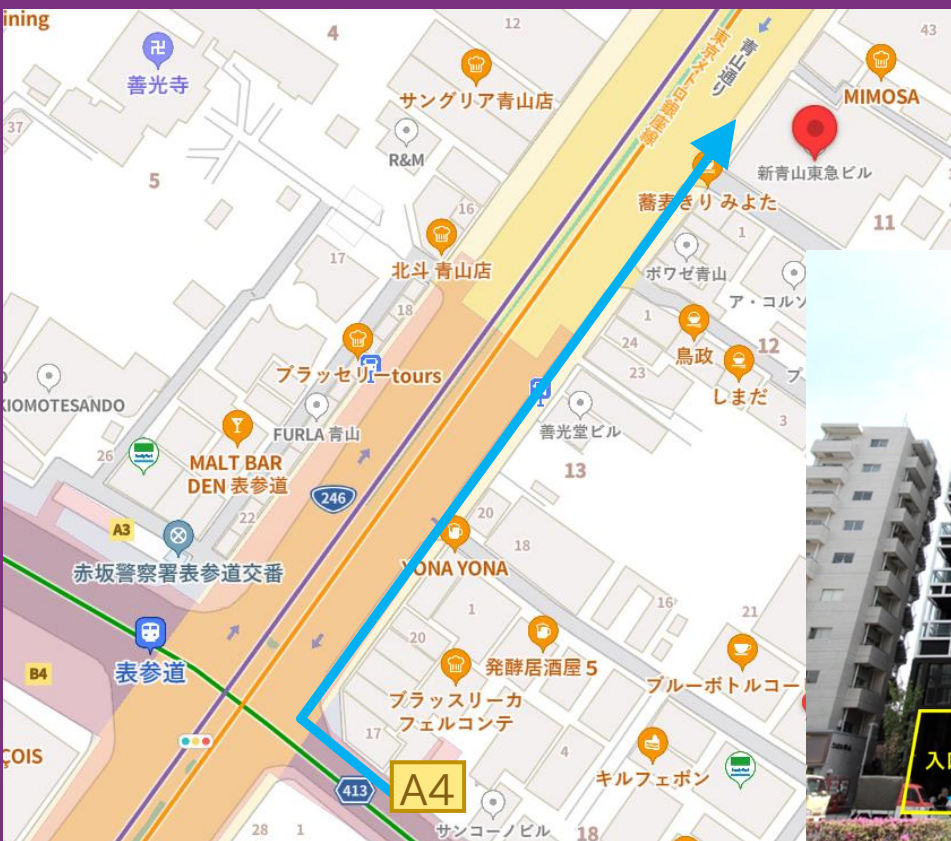 ining
4
12
43
卍
善光寺
サングリア青山店
青山通り
東京メトロ銀座線
MIMOSA
37
R&M
新青山東急ビル
5
蕎麦きり みよた
11
16
1
北斗 青山店
17
ボワゼ青山
ア・コルソ
18
1
24
鳥政
12
ブラッセリーtours
23
しまだ
プ
KIOMOTESANDO
FURLA 青山
善光堂ビル
3
26
MALT BAR
DEN 表参道
13
246
22
20
A3
18
赤坂警察署表参道交番
YONA YONA
16
21
1
表参道
20
発酵居酒屋5
B4
ブラッスリーカ
フェルコンテ
ブルーボトルコー
17
ÇOIS
4
キルフェボン
413
A4
サンコーノビル
28
1
18
入口